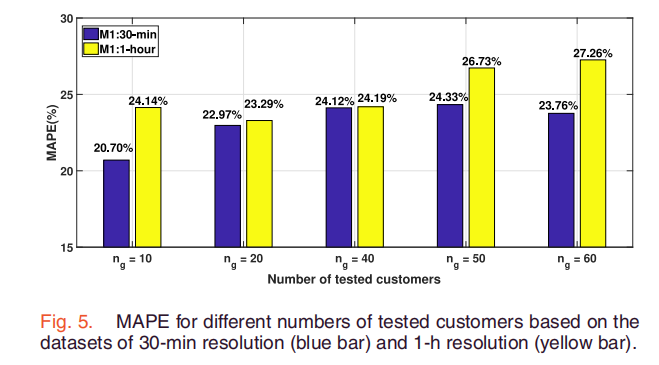 30
M1:30-min
M1:1-hour
27.26%
26.73%
25
24.14%
24.12%
24.19%
24.33%
23.76%
22.97%
23.29%
20.70%
20
15
MAPE(%)
n_g = 10
n_g = 20
n_g = 40
n_g = 50
n_g = 60
Number of tested customers
Fig. 5. MAPE for different numbers of tested customers based on the
datasets of 30-min resolution (blue bar) and 1-h resolution (yellow bar).